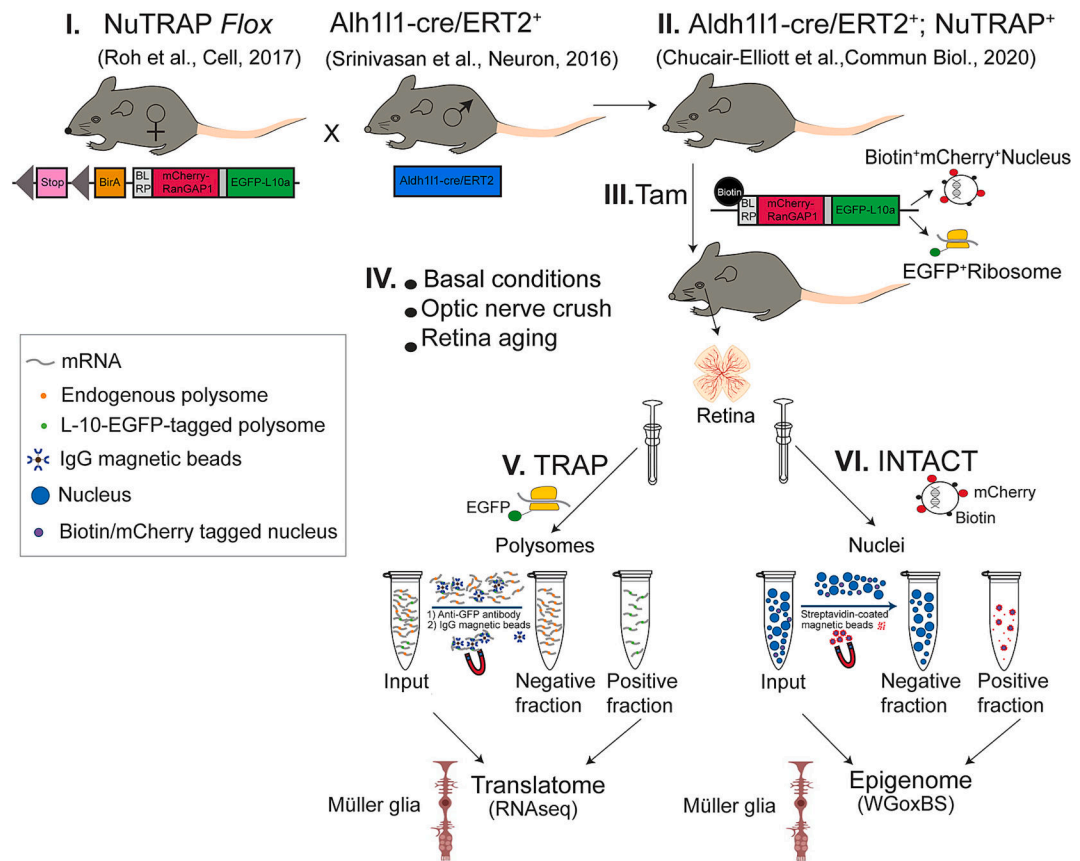 I. NuTRAP Flox
(Roh et al., Cell, 2017)
Alh1l1-cre/ERT2+
(Srinivasan et al., Neuron, 2016)
II. Aldh1l1-cre/ERT2+; NuTRAP+
(Chucair-Elliott et al.,Commun Biol., 2020)
X
Stop
BirA
BL
RP
mCherry-
RanGAP1
EGFP-L10a
Aldh1l1-cre/ERT2
III.Tam
Biotin
BL
RP
mCherry-
RanGAP1
EGFP-L10a
Biotin+mCherry+Nucleus
EGFP+Ribosome
IV.
Basal conditions
Optic nerve crush
Retina aging
mRNA
Endogenous polysome
L-10-EGFP-tagged polysome
IgG magnetic beads
Nucleus
Biotin/mCherry tagged nucleus
Retina
V. TRAP
EGFP
Polysomes
1) Anti-GFP antibody
2) IgG magnetic beads
Input
Negative
fraction
Positive
fraction
Translatome
(RNAseq)
Müller glia
VI. INTACT
mCherry
Biotin
Nuclei
Streptavidin-coated
magnetic beads
Input
Negative
fraction
Positive
fraction
Epigenome
(WGoxBS)
Müller glia